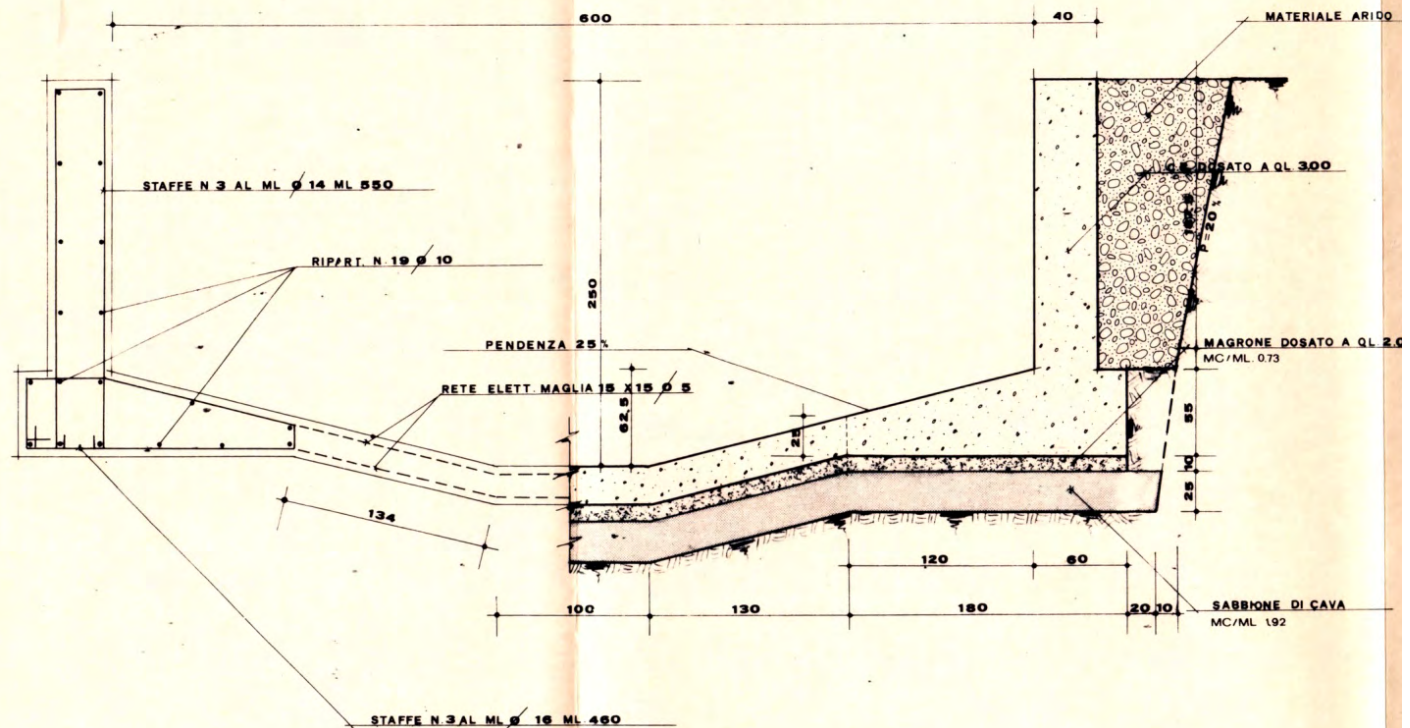 600
40
MATERIALE ARIDO
STAFFE N 3 AL ML Ø 14 ML 550
DOSATO A QL 3.00
P=20%
RIPART. N. 19 Ø 10
250
PENDENZA 25%
MAGRONE DOSATO A QL 2.0
MC/ML 0.73
RETE ELETT. MAGLIA 15 X 15 Ø 5
62,5
25
55
10
25
134
120
60
100
130
180
20
10
SABBIONE DI CAVA
MC/ML 1.92
STAFFE N. 3 AL ML Ø 16 ML 460